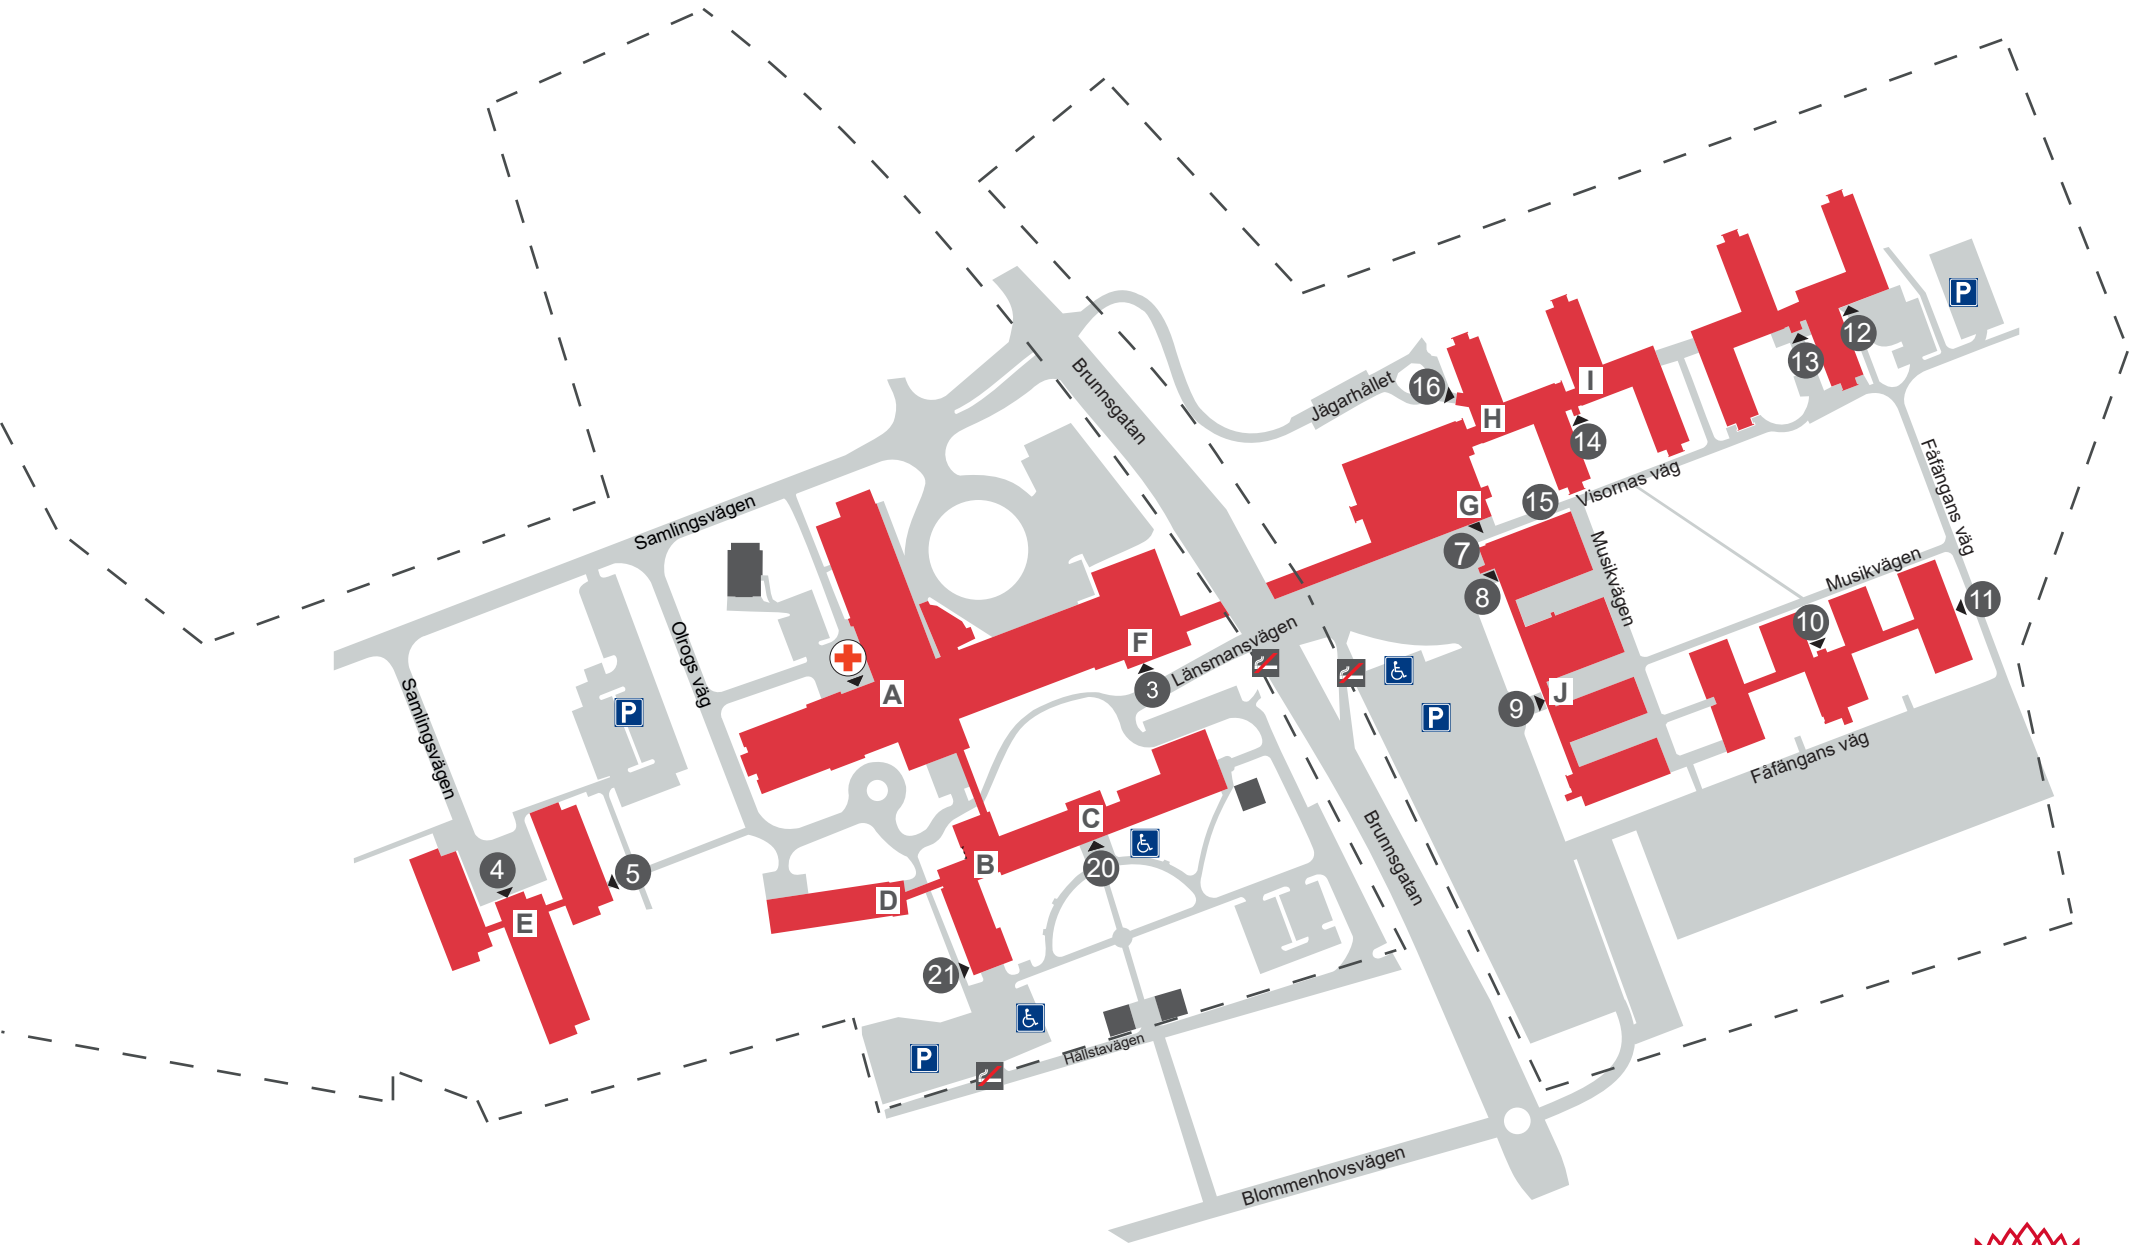 P
12
13
Brunnsgatan
Jägarhållet
16
I
H
14
Fåfängans väg
Visornas väg
15
G
Samlingsvägen
7
Musikvägen
Musikvägen
8
11
10
F
Länsmansvägen
Olrogs väg
A
3
P
J
9
P
Samlingsvägen
Fåfängans väg
C
B
20
4
5
D
E
Brunnsgatan
21
P
Hållstavägen
Blommenhovsvägen